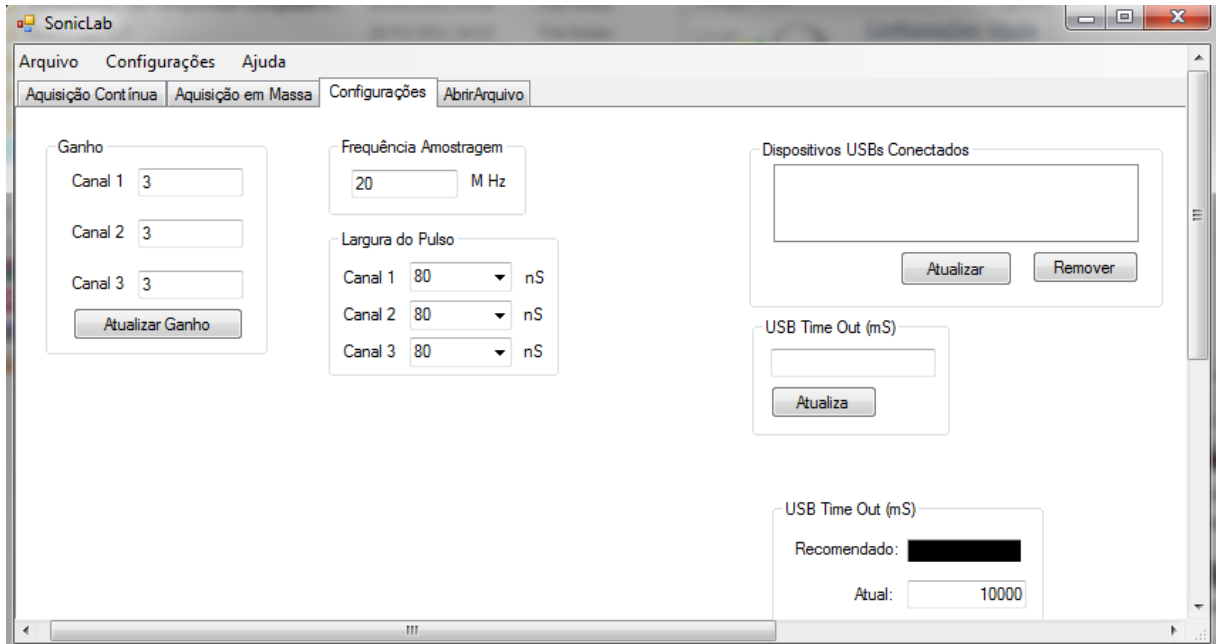 SonicLab
Arquivo Configurações Ajuda
Aquisição Contínua Aquisição em Massa Configurações AbrirArquivo
Ganho
Canal 1 3
Canal 2 3
Canal 3 3
Atualizar Ganho
Frequência Amostragem
20 M Hz
Largura do Pulso
Canal 1 80 nS
Canal 2 80 nS
Canal 3 80 nS
Dispositivos USBs Conectados
Atualizar Remover
USB Time Out (mS)
Atualiza
USB Time Out (mS)
Recomendado:
Atual: 10000